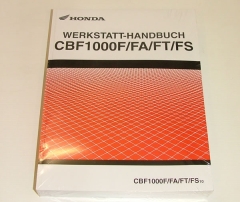 HONDA
WERKSTATT-HANDBUCH
CBF1000F/FA/FT/FS
CBF1000F/FA/FT/FS